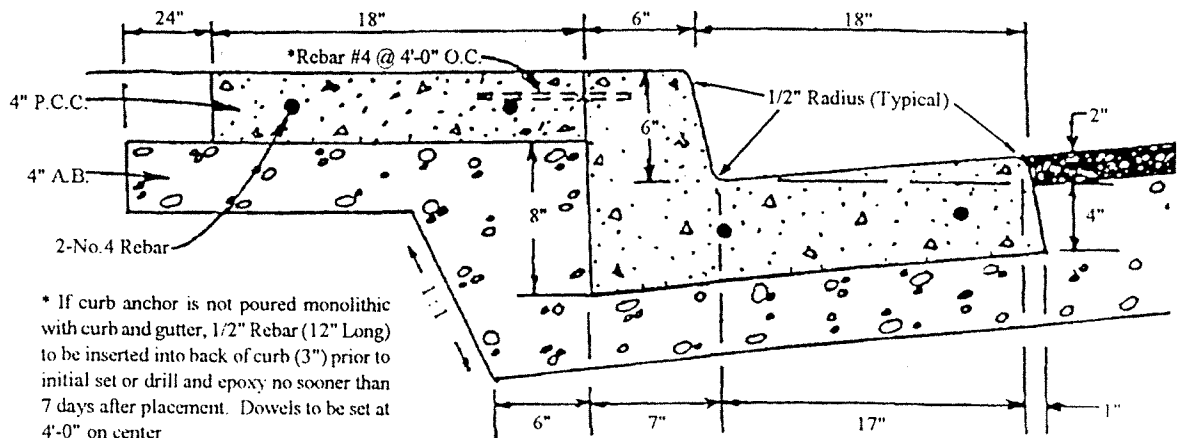 24" 18" 6" 18"
*Rebar #4 @ 4'-0" O.C.
4" P.C.C.
1/2" Radius (Typical)
6"
2"
4" A.B.
8"
4"
2-No.4 Rebar
1:1
* If curb anchor is not poured monolithic
with curb and gutter, 1/2" Rebar (12" Long)
to be inserted into back of curb (3") prior to
initial set or drill and epoxy no sooner than
7 days after placement. Dowels to be set at
4'-0" on center
6" 7" 17" 1"